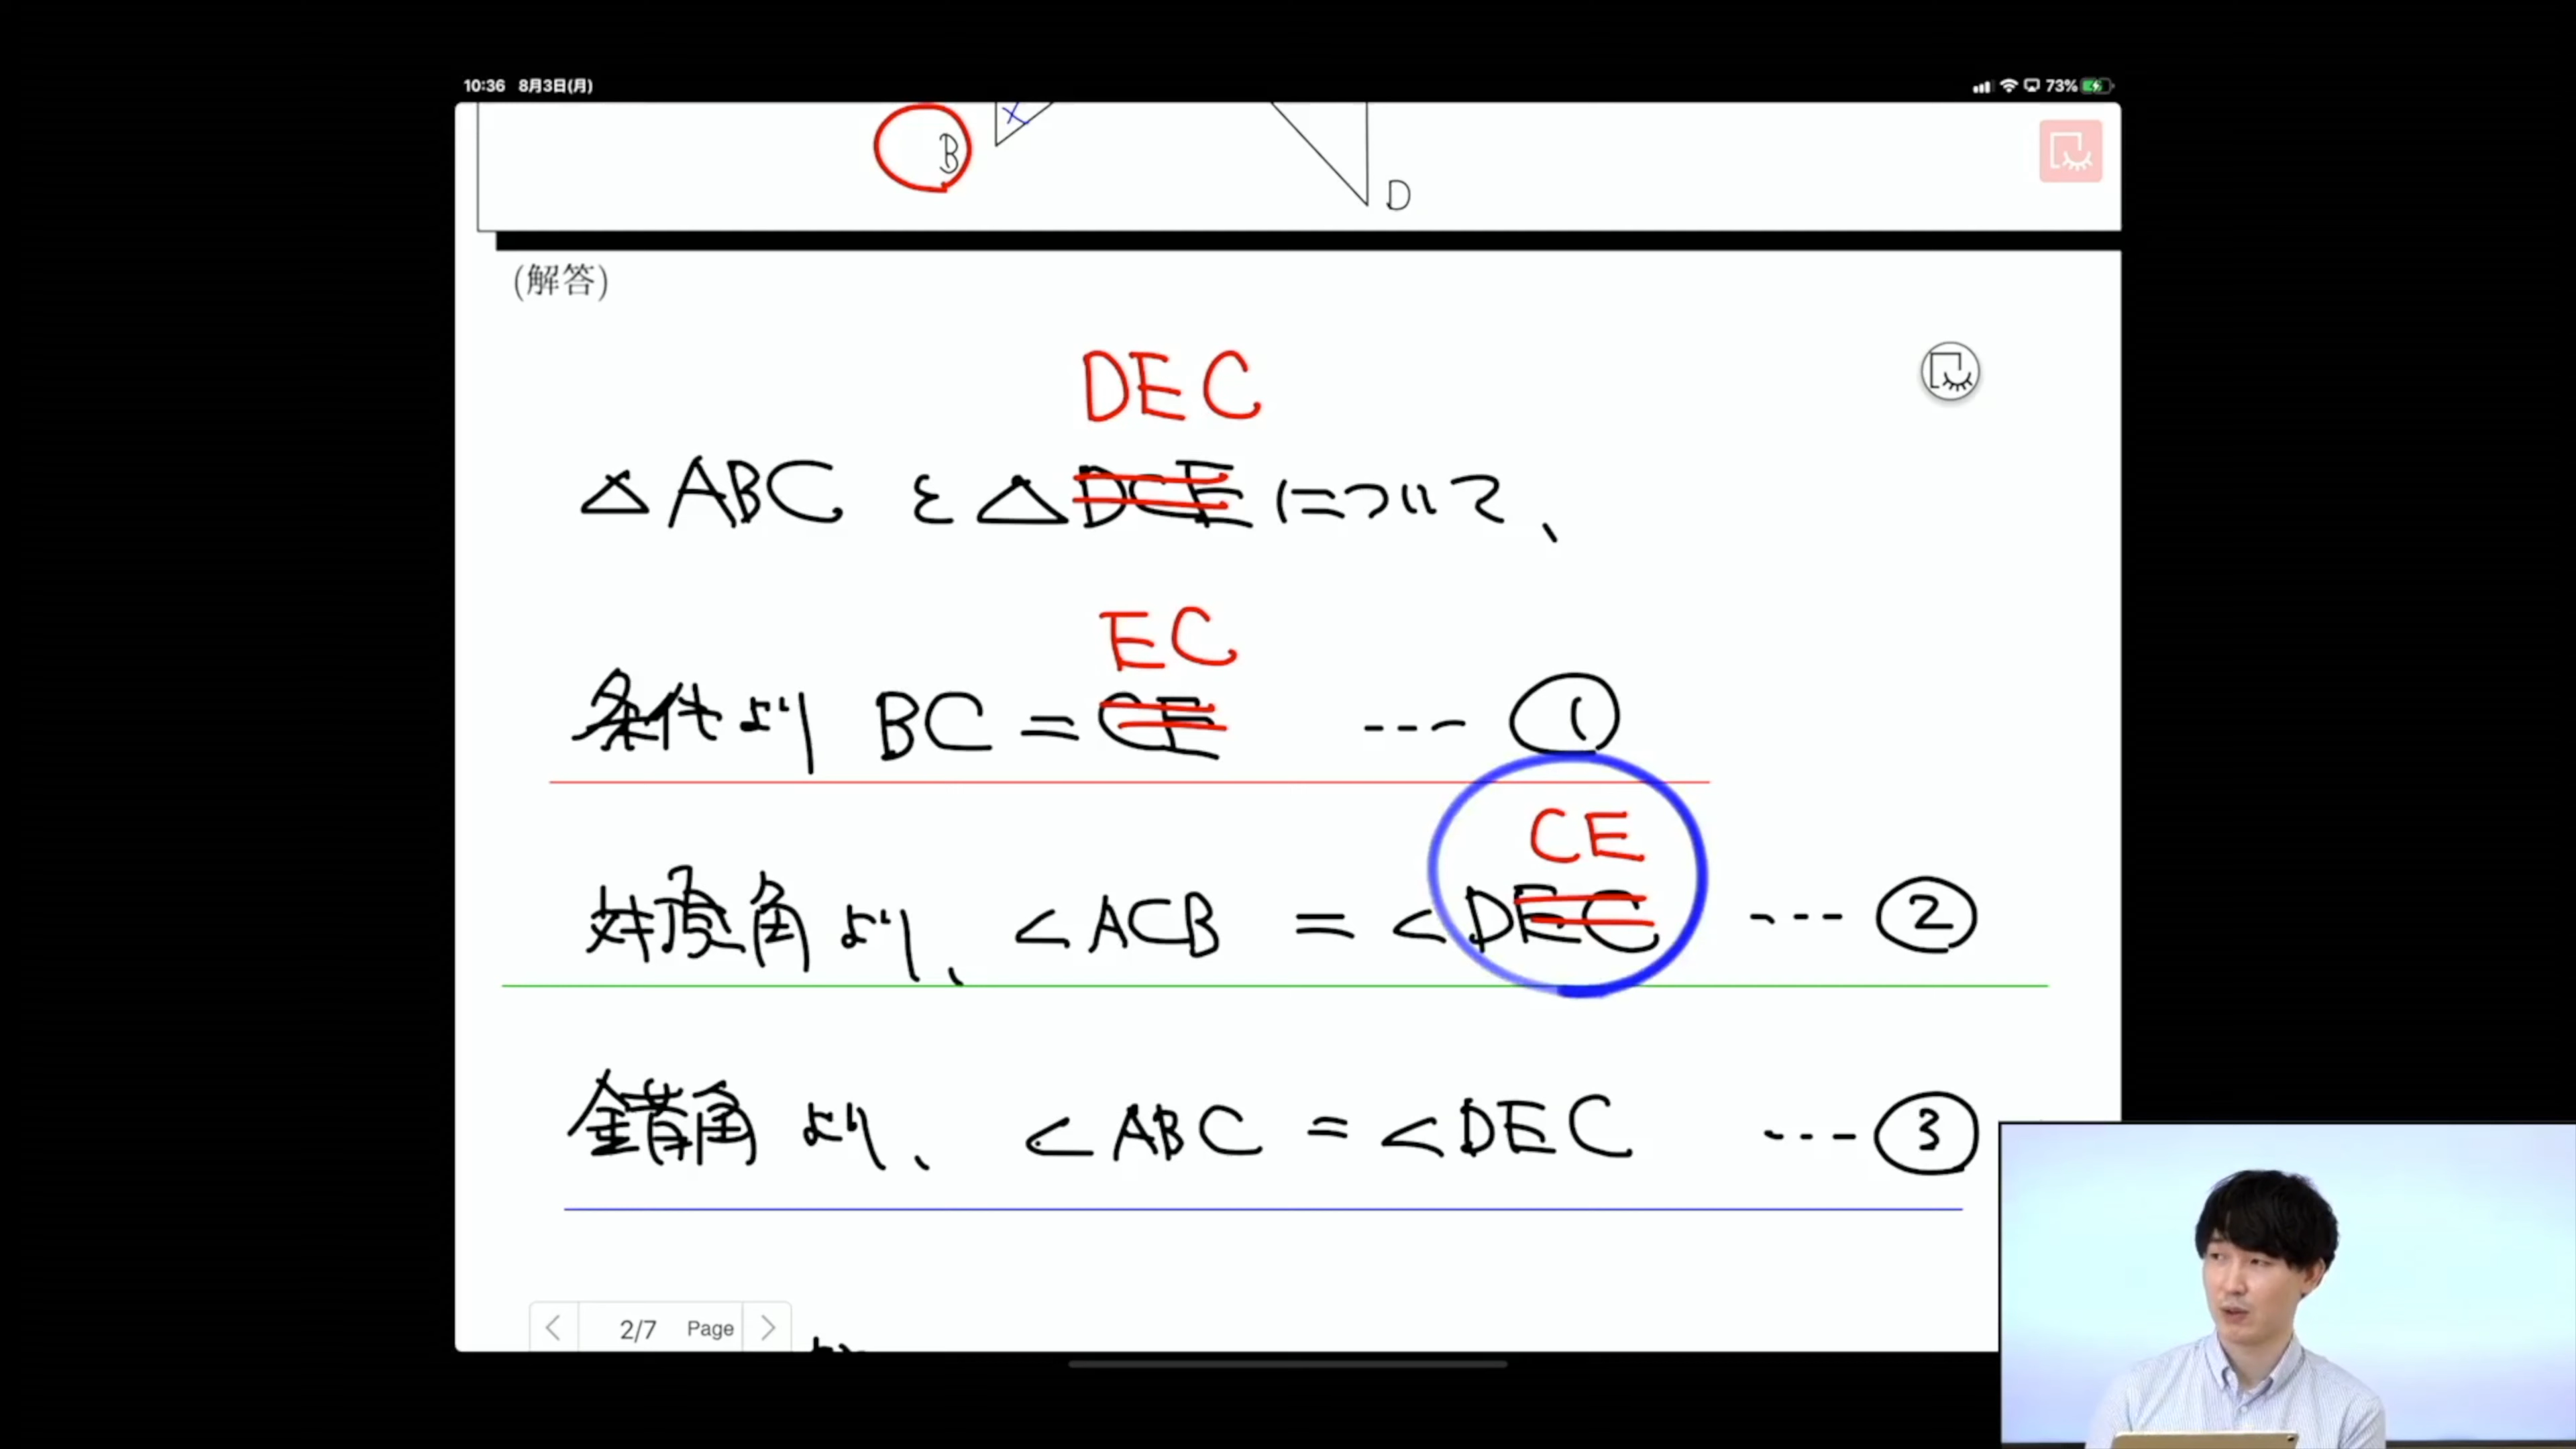 10:36 8月3日(月)
73%
B
D
(解答)
DEC
△ABC と △DCE について、
EC
条件より BC = CE ---- ①
CE
対頂角より、∠ACB = ∠DEC ---- ②
錯角より、∠ABC = ∠DEC ---- ③
2/7 Page